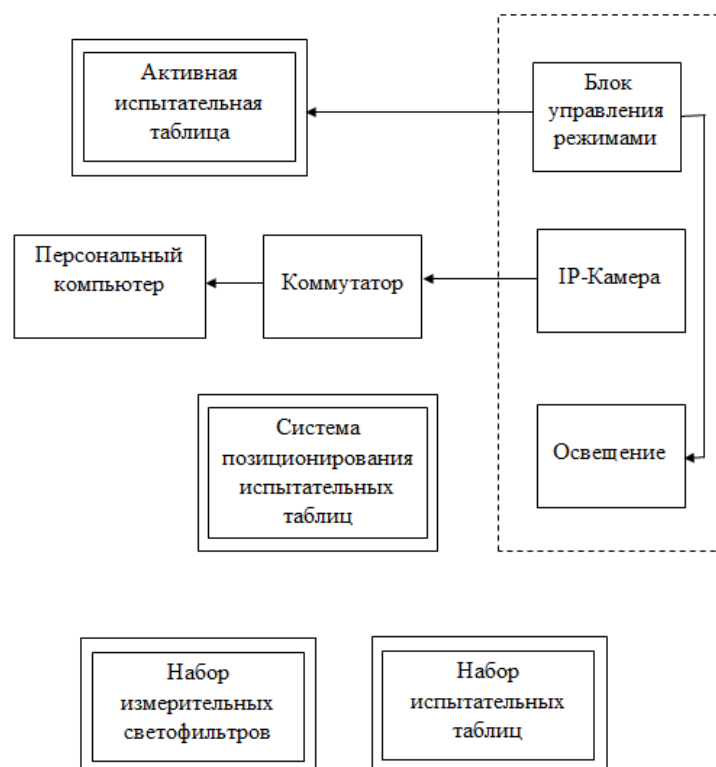 Активная
испытательная
таблица
Блок
управления
режимами
Персональный
компьютер
Коммутатор
IP-Камера
Система
позиционирования
испытательных
таблиц
Освещение
Набор
измерительных
светофильтров
Набор
испытательных
таблиц